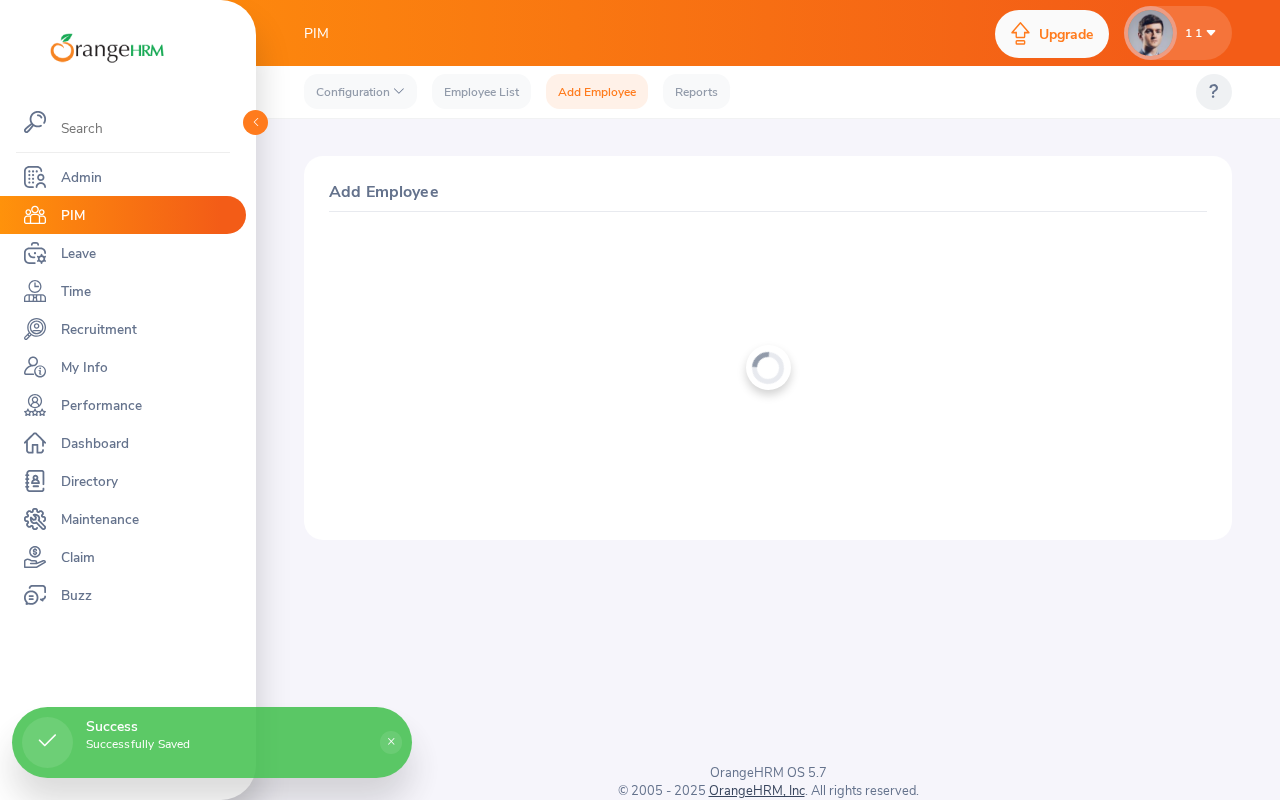 OrangeHRM
Search
Admin
PIM
Leave
Time
Recruitment
My Info
Performance
Dashboard
Directory
Maintenance
Claim
Buzz
PIM
Upgrade
1 1
Configuration
Employee List
Add Employee
Reports
?
Add Employee
Success
Successfully Saved
×
OrangeHRM OS 5.7
© 2005 - 2025 OrangeHRM, Inc. All rights reserved.